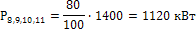 P8,9,10,11 = 80/100 · 1400 = 1120 кВт